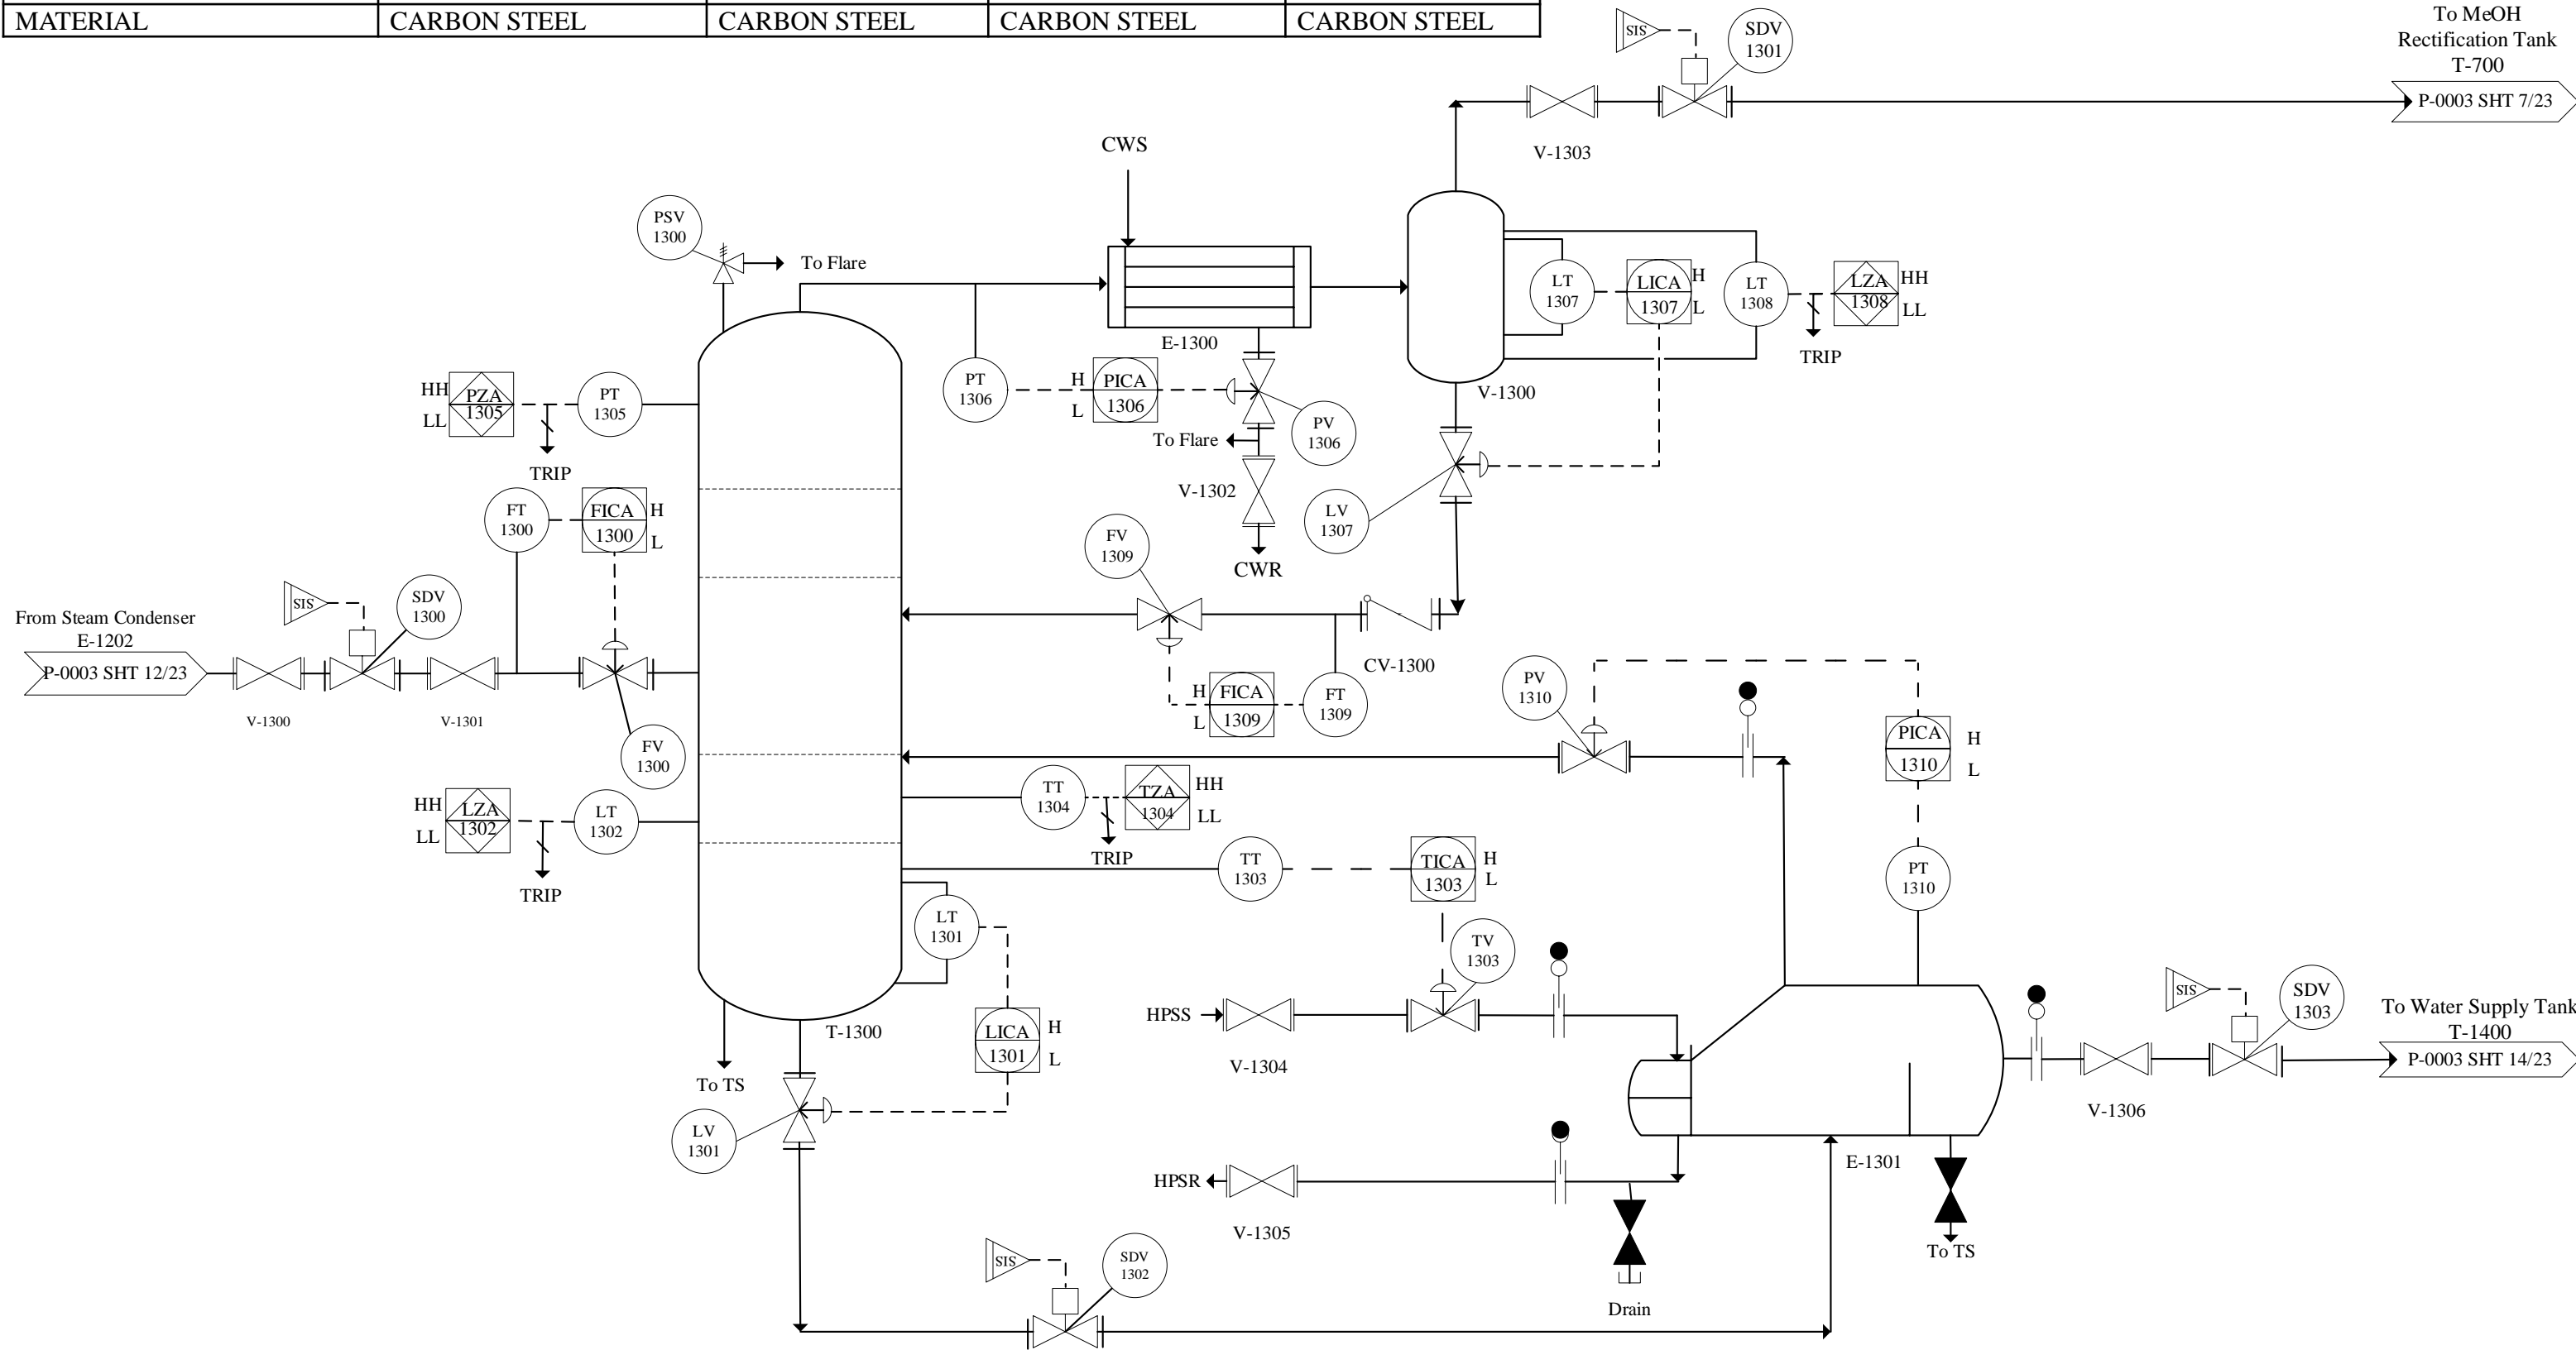 MATERIAL CARBON STEEL CARBON STEEL CARBON STEEL CARBON STEEL
To MeOH
Rectification Tank
T-700
P-0003 SHT 7/23
SIS
SDV
1301
V-1303
CWS
PSV
1300
To Flare
E-1300
LT
1307
LICA
1307
H
L
LT
1308
LZA
1308
HH
LL
TRIP
V-1300
HH
LL
PZA
1305
PT
1305
TRIP
PT
1306
H
L
PICA
1306
PV
1306
To Flare
V-1302
CWR
LV
1307
FT
1300
FICA
1300
H
L
FV
1309
From Steam Condenser
E-1202
P-0003 SHT 12/23
SIS
SDV
1300
V-1300
V-1301
FV
1300
CV-1300
H
L
FICA
1309
FT
1309
PV
1310
PICA
1310
H
L
HH
LL
LZA
1302
LT
1302
TRIP
TT
1304
TZA
1304
HH
LL
TRIP
TT
1303
TICA
1303
H
L
PT
1310
LT
1301
TV
1303
HPSS
V-1304
T-1300
LICA
1301
H
L
To TS
LV
1301
SIS
SDV
1303
To Water Supply Tank
T-1400
P-0003 SHT 14/23
V-1306
E-1301
HPSR
V-1305
To TS
SIS
SDV
1302
Drain